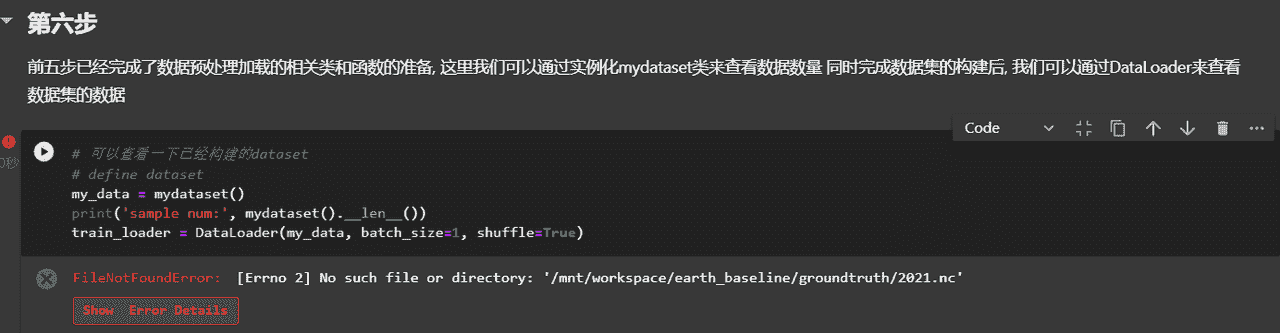 第六步
前五步已经完成了数据预处理加载的相关类和函数的准备, 这里我们可以通过实例化mydataset类来查看数据数量 同时完成数据集的构建后, 我们可以通过DataLoader来查看
数据集的数据
Code
# 可以查看一下已经构建的dataset
# define dataset
my_data = mydataset()
print('sample num:', mydataset().__len__())
train_loader = DataLoader(my_data, batch_size=1, shuffle=True)
0秒
FileNotFoundError: [Errno 2] No such file or directory: '/mnt/workspace/earth_baseline/groundtruth/2021.nc'
Show Error Details